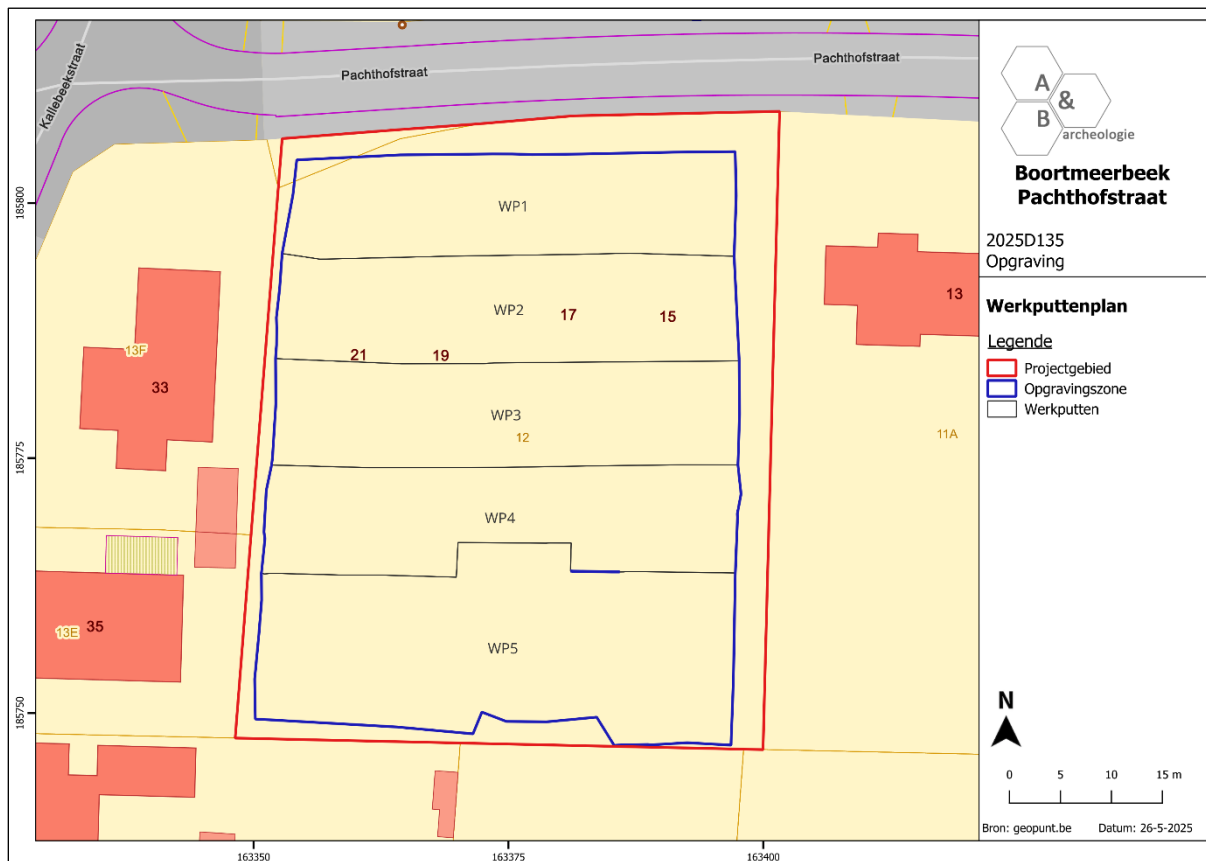 Kallebeekstraat
Pachthofstraat
Pachthofstraat
185800
185775
185750
WP1
WP2
17
15
21
19
WP3
12
WP4
WP5
13F
33
13E
35
13
11A
163350
163375
163400
A
&
B
archeologie
Boortmeerbeek
Pachthofstraat
2025D135
Opgraving
Werkputtenplan
Legende
Projectgebied
Opgravingszone
Werkputten
N
0 5 10 15 m
Bron: geopunt.be Datum: 26-5-2025